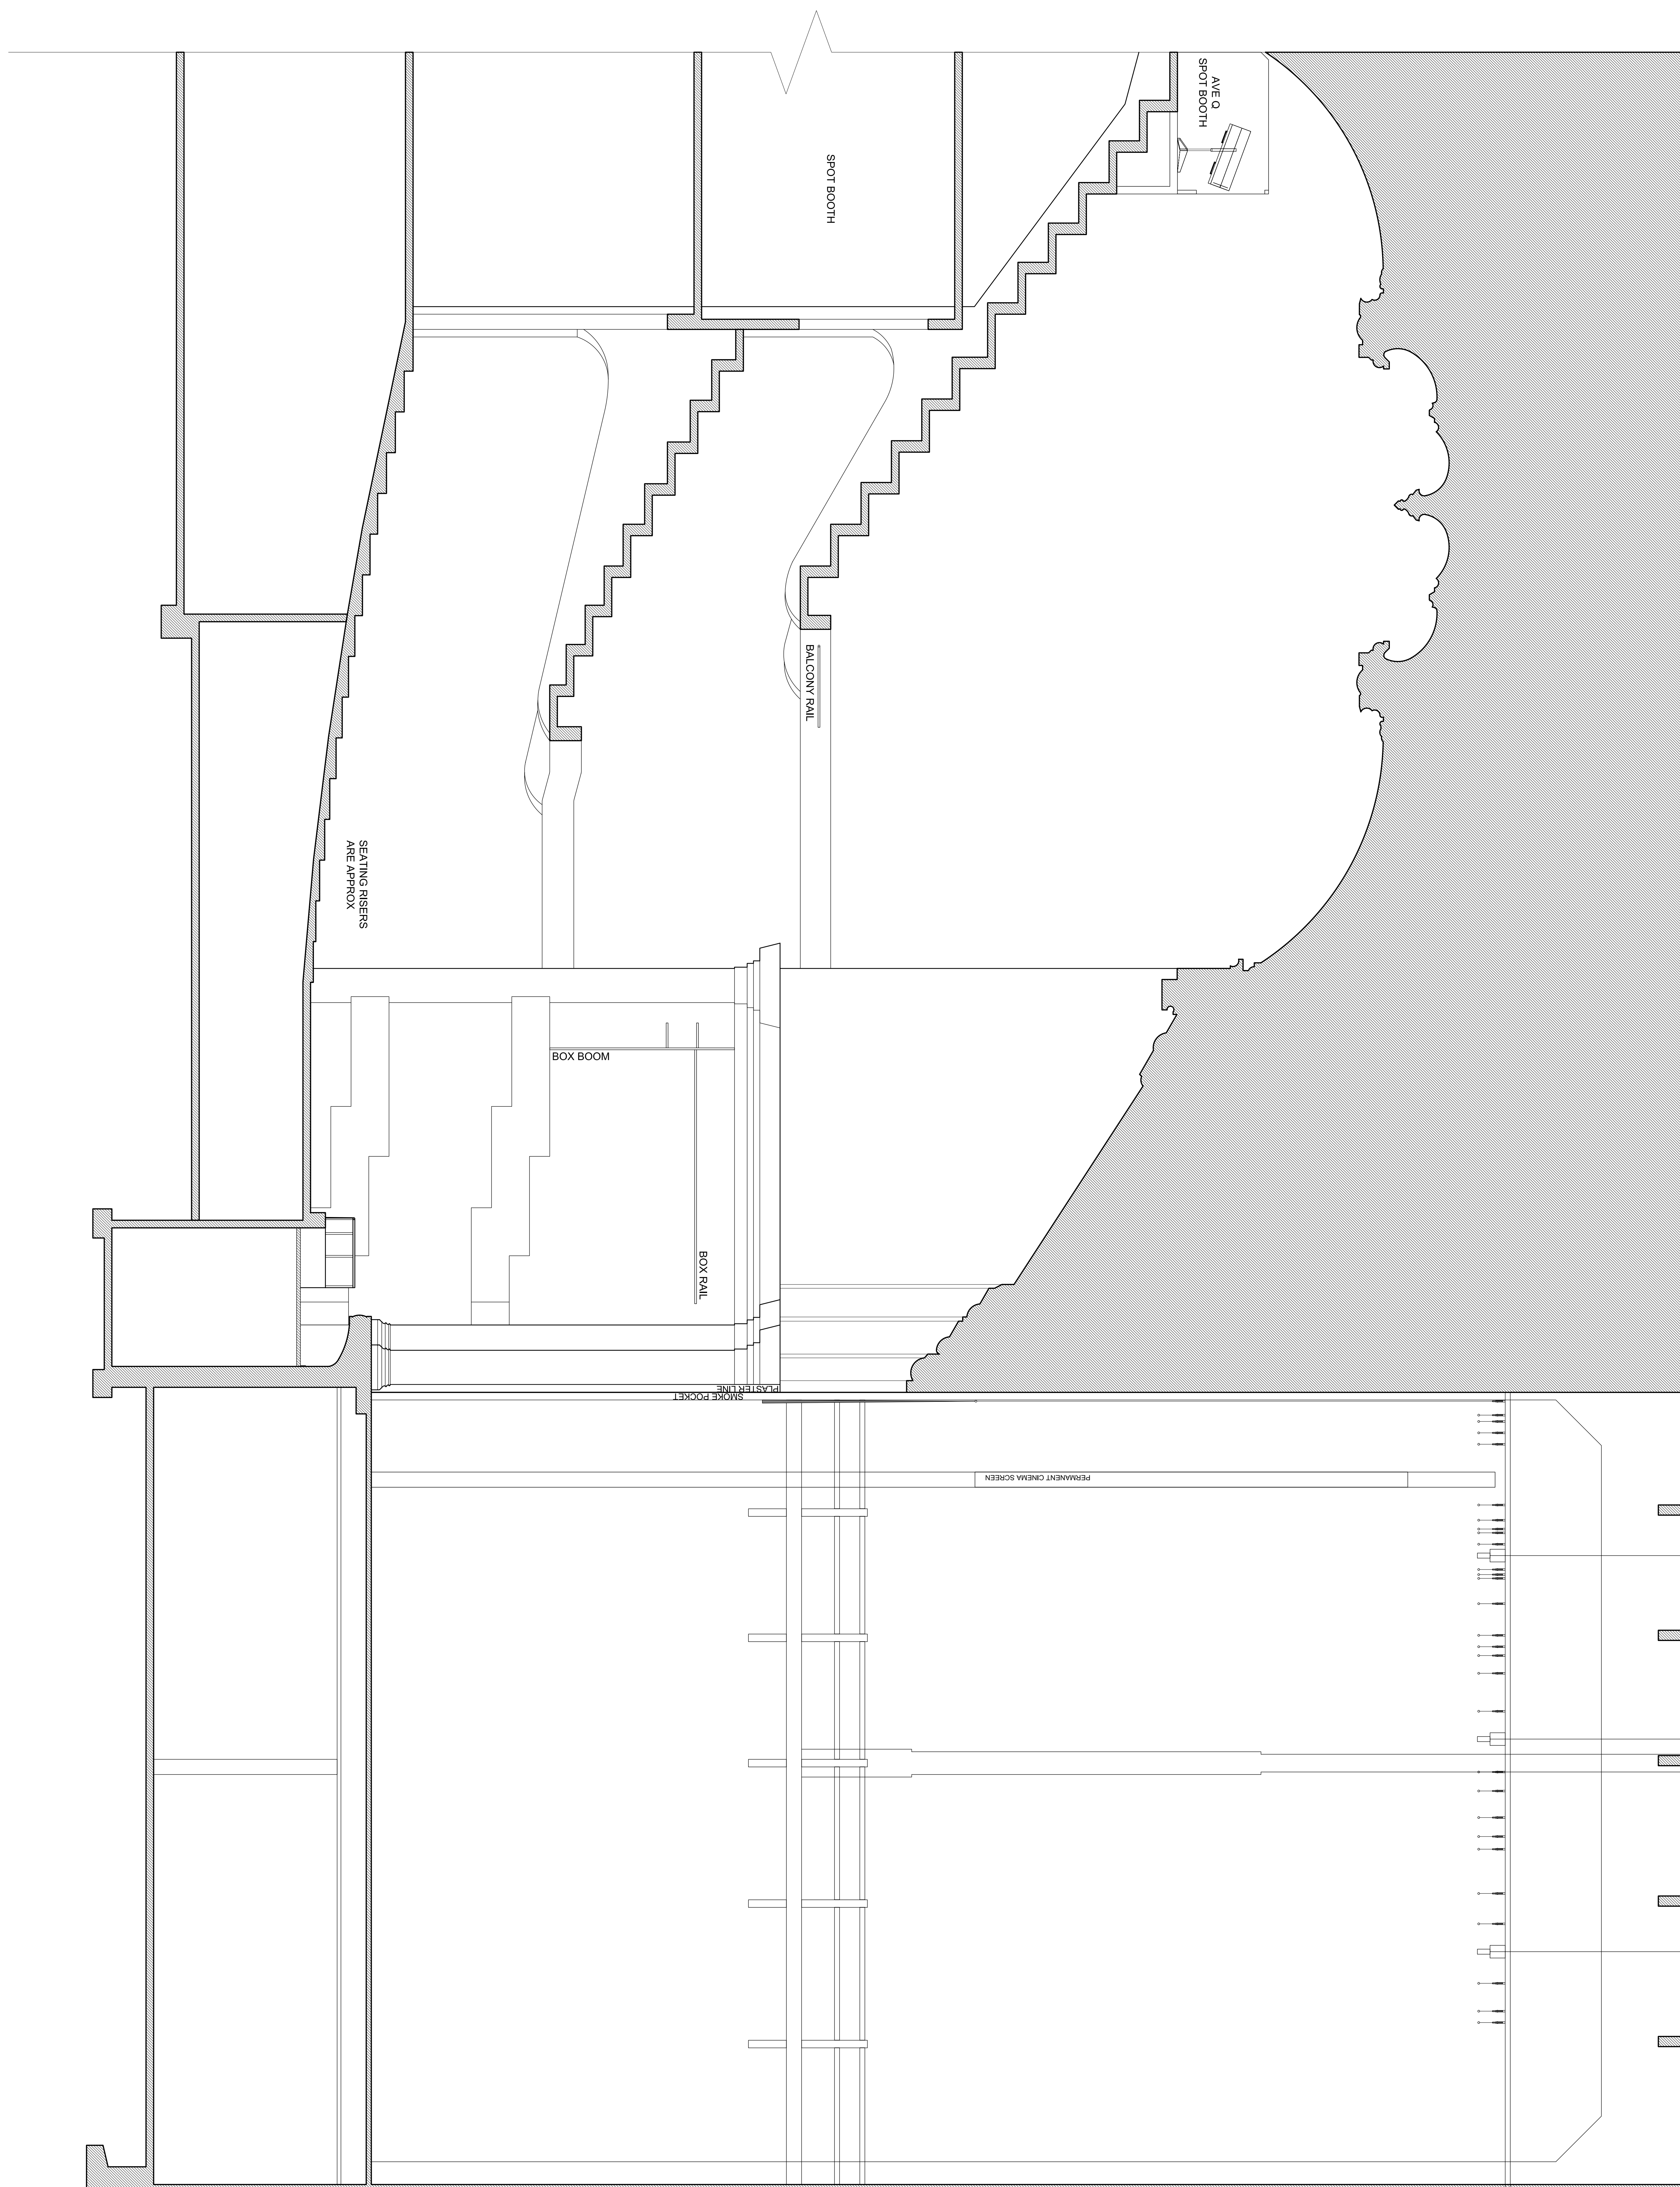 AVE Q
SPOT BOOTH
SPOT BOOTH
BALCONY RAIL
SEATING RISERS
ARE APPROX
BOX BOOM
BOX RAIL
PLASTER LINE
SMOKE POCKET
PERMANENT CINEMA SCREEN